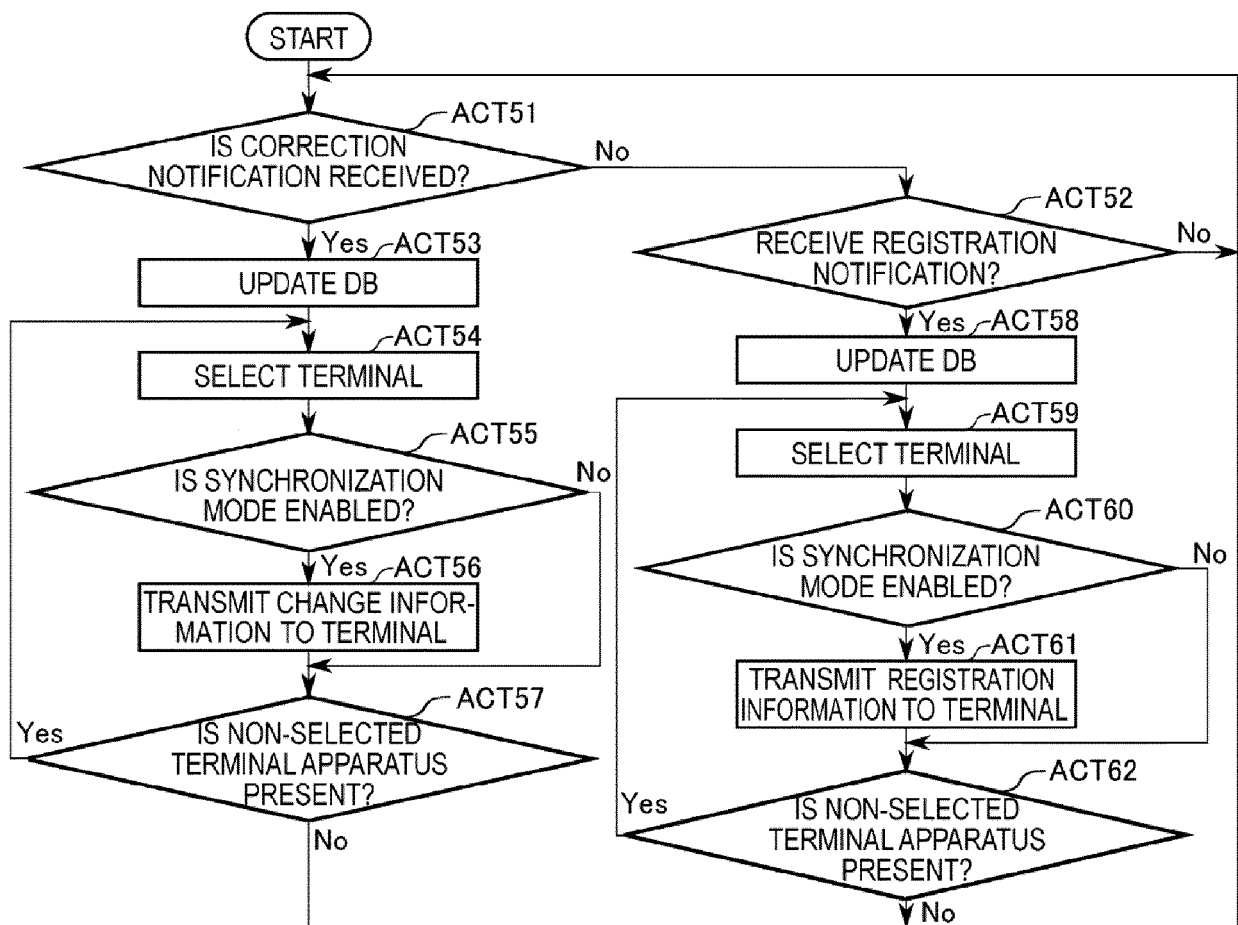 START
ACT51
IS CORRECTION
NOTIFICATION RECEIVED?
No
Yes
ACT53
UPDATE DB
ACT54
SELECT TERMINAL
ACT55
IS SYNCHRONIZATION
MODE ENABLED?
No
Yes
ACT56
TRANSMIT CHANGE INFOR-
MATION TO TERMINAL
ACT57
IS NON-SELECTED
TERMINAL APPARATUS
PRESENT?
Yes
No
ACT52
RECEIVE REGISTRATION
NOTIFICATION?
No
Yes
ACT58
UPDATE DB
ACT59
SELECT TERMINAL
ACT60
IS SYNCHRONIZATION
MODE ENABLED?
No
Yes
ACT61
TRANSMIT REGISTRATION
INFORMATION TO TERMINAL
ACT62
IS NON-SELECTED
TERMINAL APPARATUS
PRESENT?
Yes
No